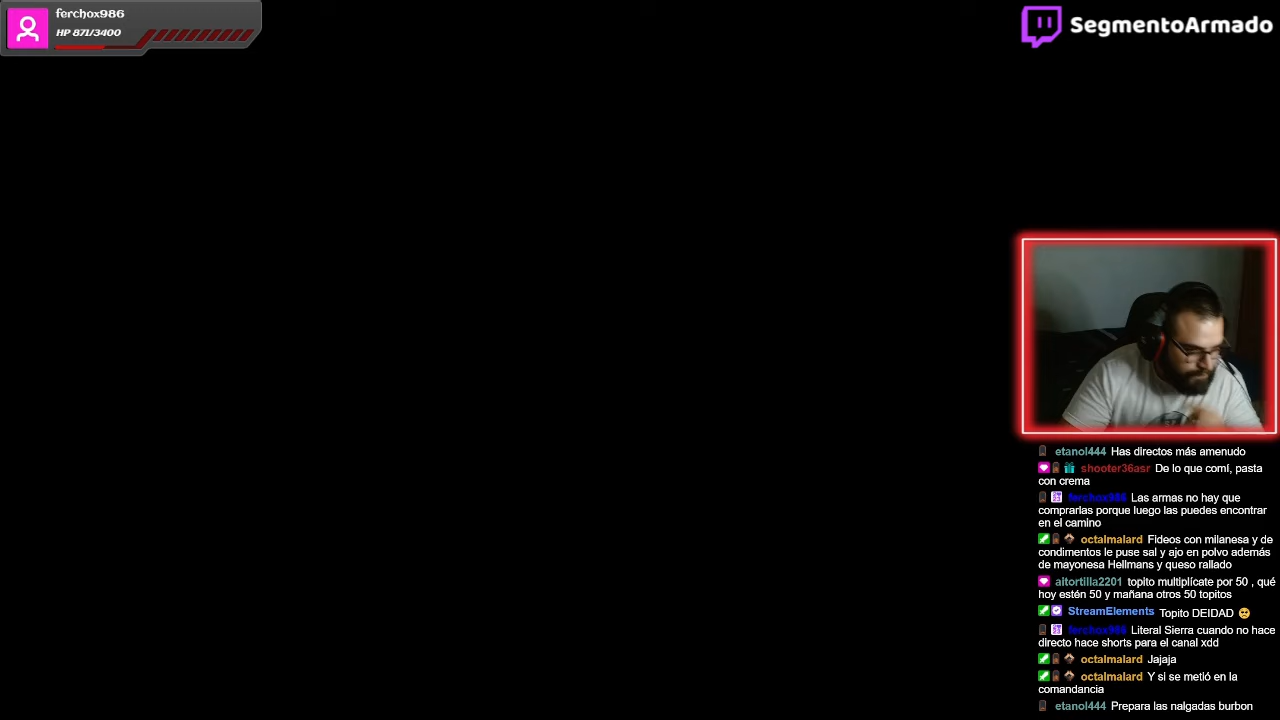 ferchox986
HP 871/3400
SegmentoArmado
etanol444 Has directos más amenudo
shooter36asr De lo que comí, pasta
con crema
ferchox986 Las armas no hay que
comprarlas porque luego las puedes encontrar
en el camino
octalmalard Fideos con milanesa y de
condimentos le puse sal y ajo en polvo además
de mayonesa Hellmans y queso rallado
aitortilla2201 topito multiplícate por 50 , qué
hoy estén 50 y mañana otros 50 topitos
StreamElements Topito DEIDAD
ferchox986 Literal Sierra cuando no hace
directo hace shorts para el canal xdd
octalmalard Jajaja
octalmalard Y si se metió en la
comandancia
etanol444 Prepara las nalgadas burbon